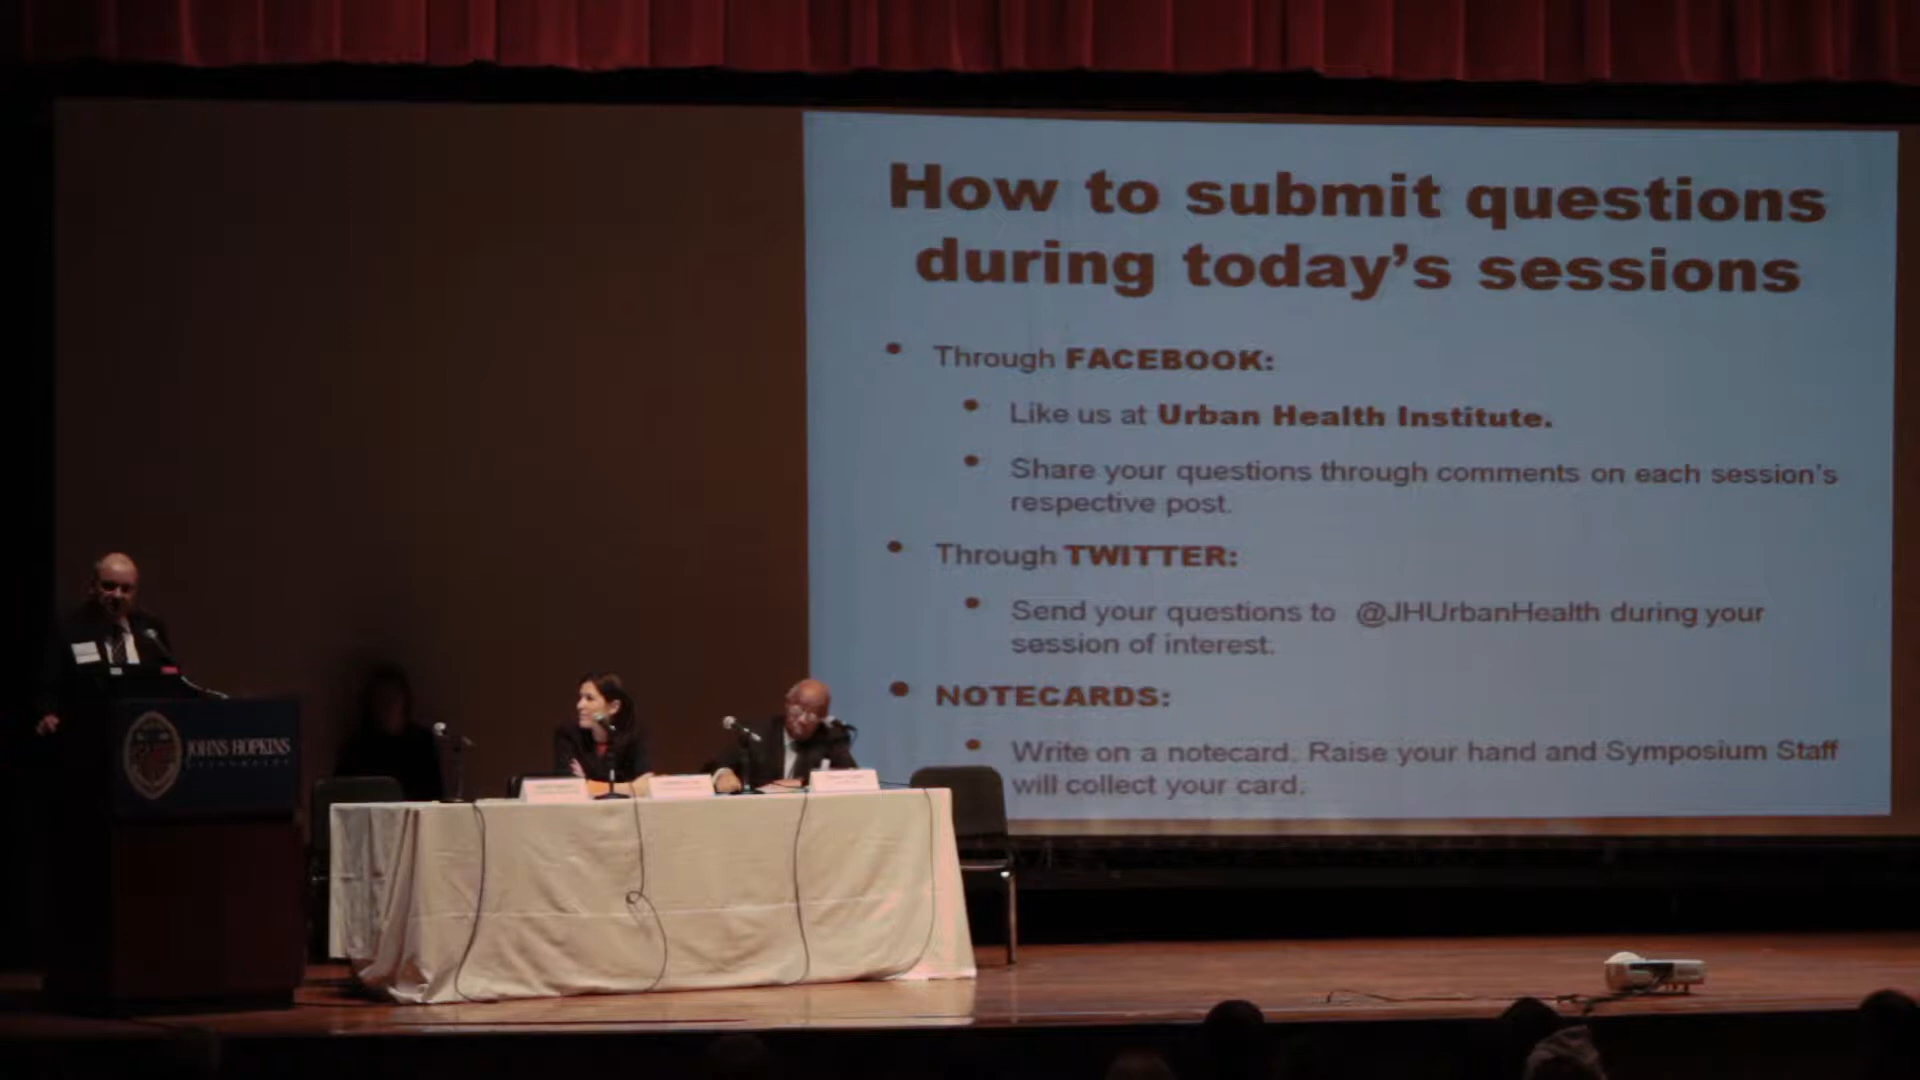 How to submit questions
during today's sessions
• Through FACEBOOK:
• Like us at Urban Health Institute.
• Share your questions through comments on each session's
respective post.
• Through TWITTER:
• Send your questions to @JHUrbanHealth during your
session of interest.
• NOTECARDS:
• Write on a notecard. Raise your hand and Symposium Staff
will collect your card.
JOHNS HOPKINS
UNIVERSITY